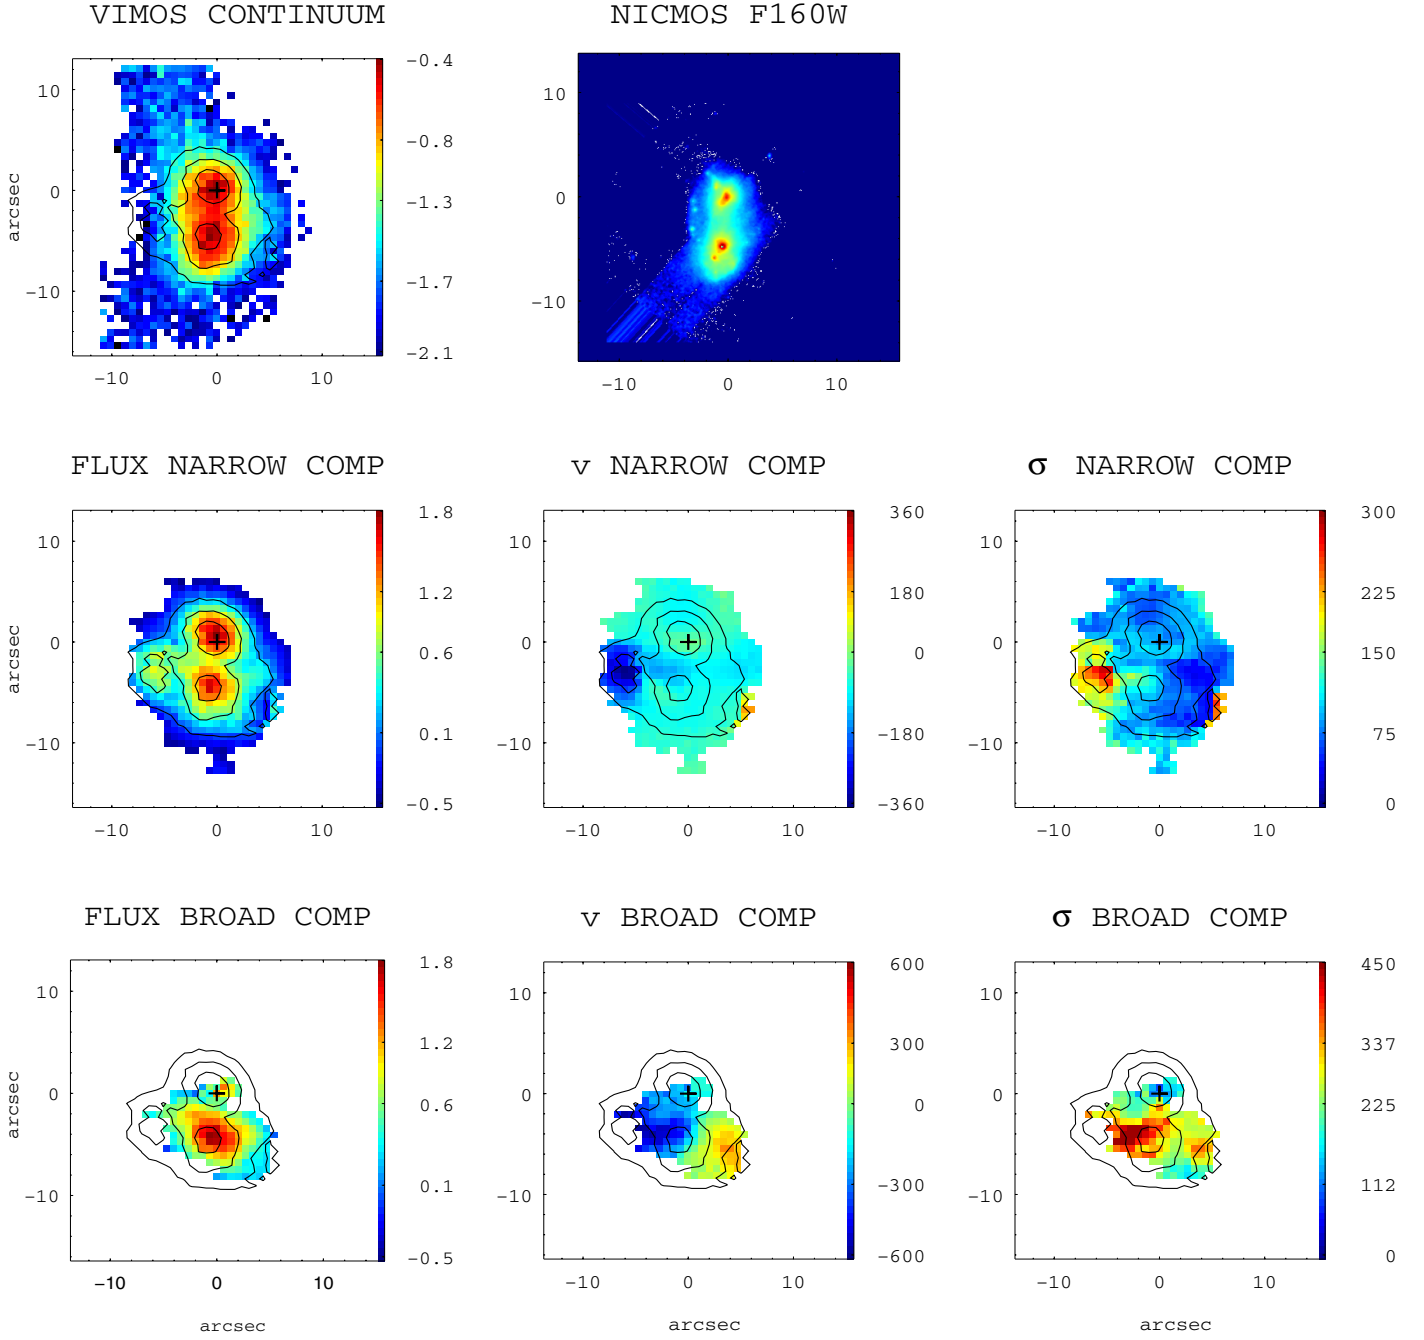 VIMOS CONTINUUM
NICMOS F160W
10
0
−10
arcsec
−10 0 10
−0.4
−0.8
−1.3
−1.7
−2.1
10
0
−10
−10 0 10
FLUX NARROW COMP
v NARROW COMP
σ NARROW COMP
10
0
−10
arcsec
−10 0 10
1.8
1.2
0.6
0.1
−0.5
10
0
−10
−10 0 10
360
180
0
−180
−360
10
0
−10
−10 0 10
300
225
150
75
0
FLUX BROAD COMP
v BROAD COMP
σ BROAD COMP
10
0
−10
arcsec
−10 0 10
arcsec
1.8
1.2
0.6
0.1
−0.5
10
0
−10
−10 0 10
arcsec
600
300
0
−300
−600
10
0
−10
−10 0 10
arcsec
450
337
225
112
0